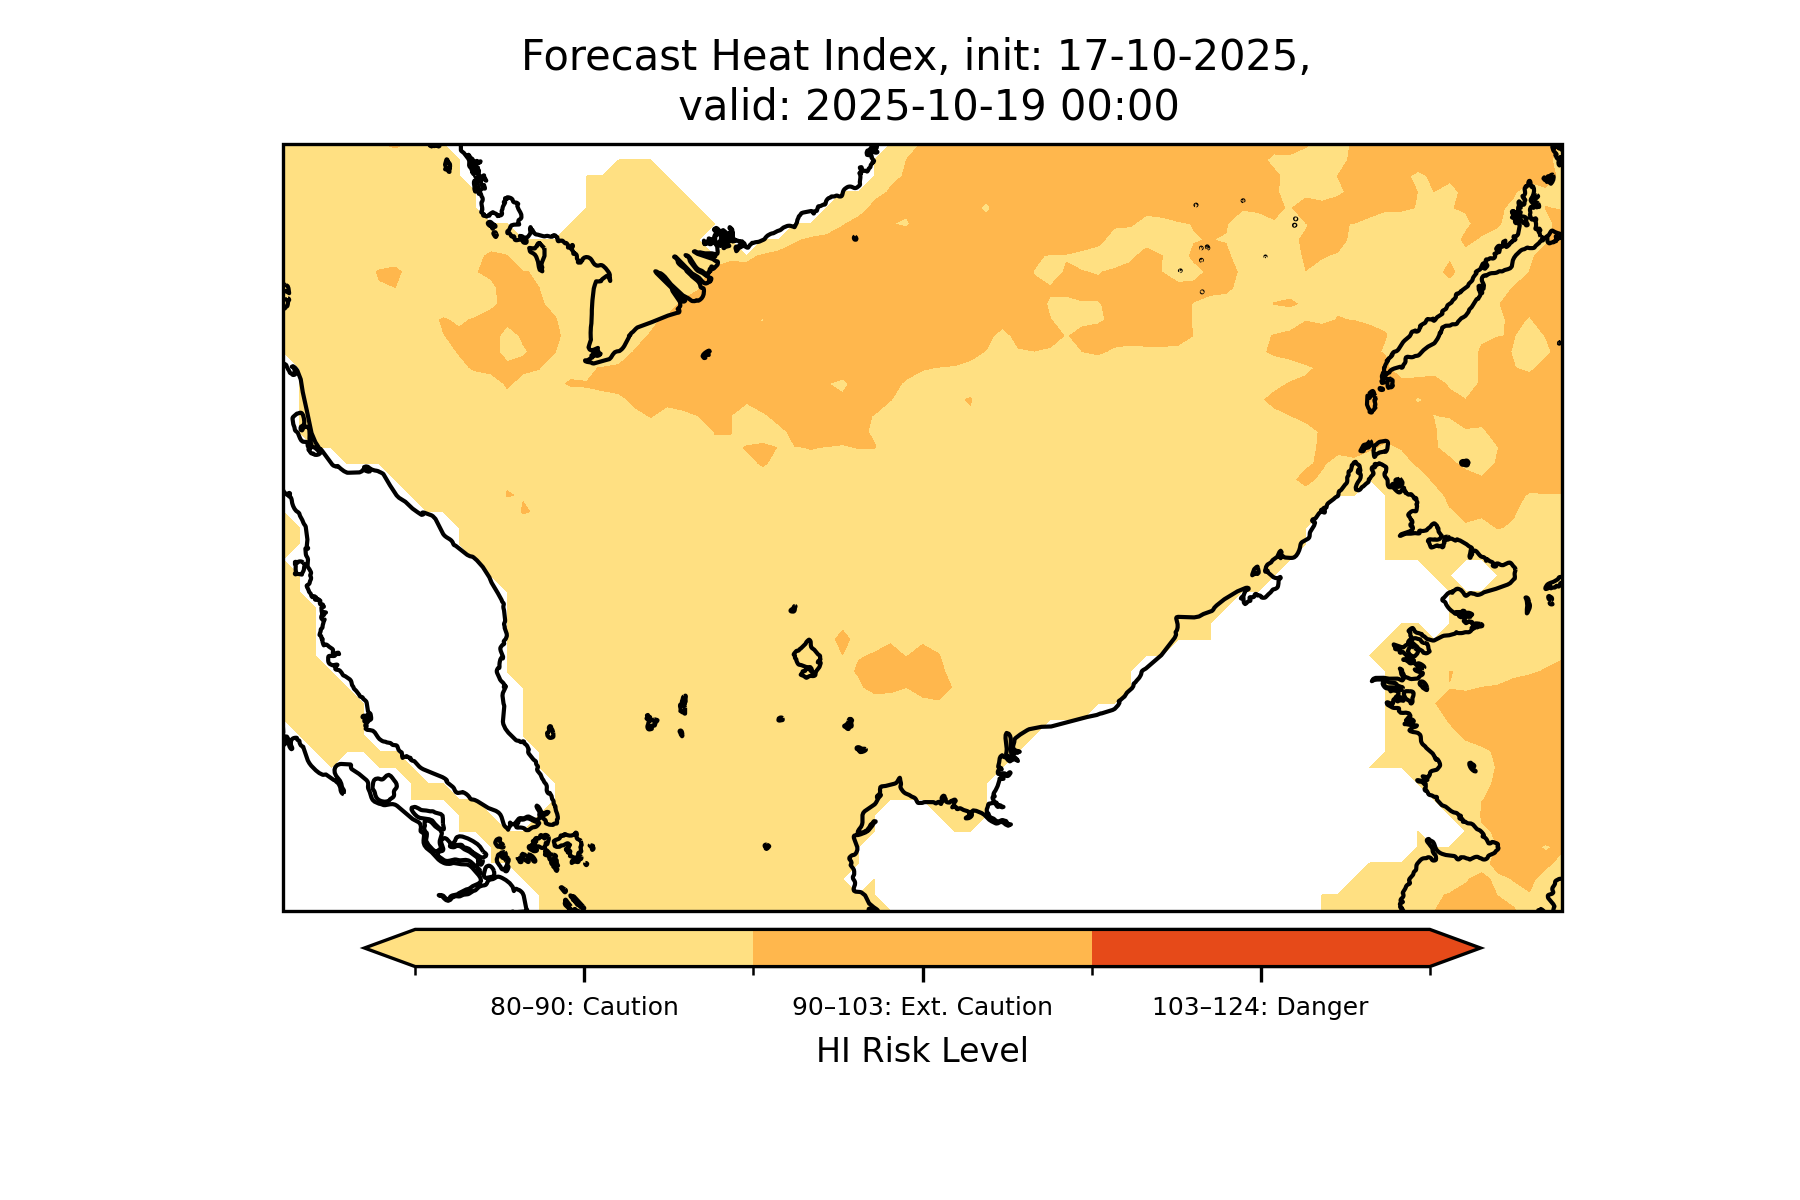 Forecast Heat Index, init: 17-10-2025,
valid: 2025-10-19 00:00
80–90: Caution
90–103: Ext. Caution
103–124: Danger
HI Risk Level